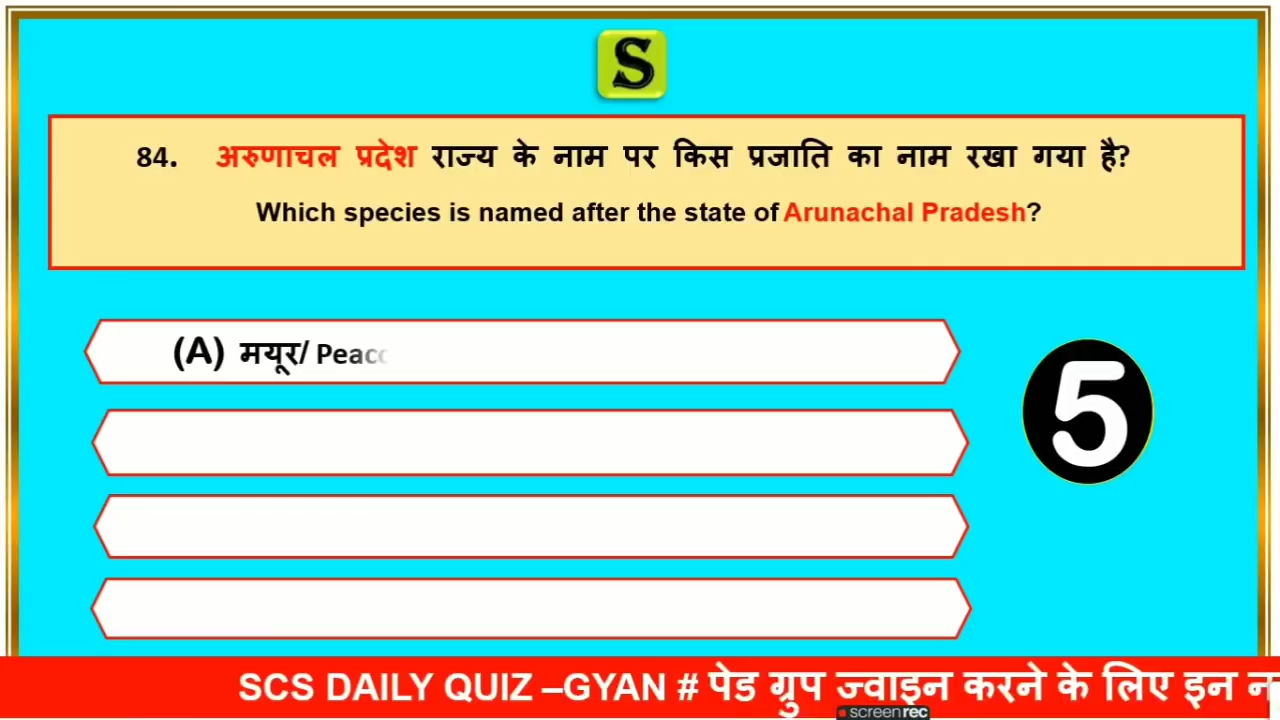 S
84. अरुणाचल प्रदेश राज्य के नाम पर किस प्रजाति का नाम रखा गया है?
Which species is named after the state of Arunachal Pradesh?
(A) मयूर/ Peac
5
SCS DAILY QUIZ –GYAN # पेड ग्रुप ज्वाइन करने के लिए इन
screenrec